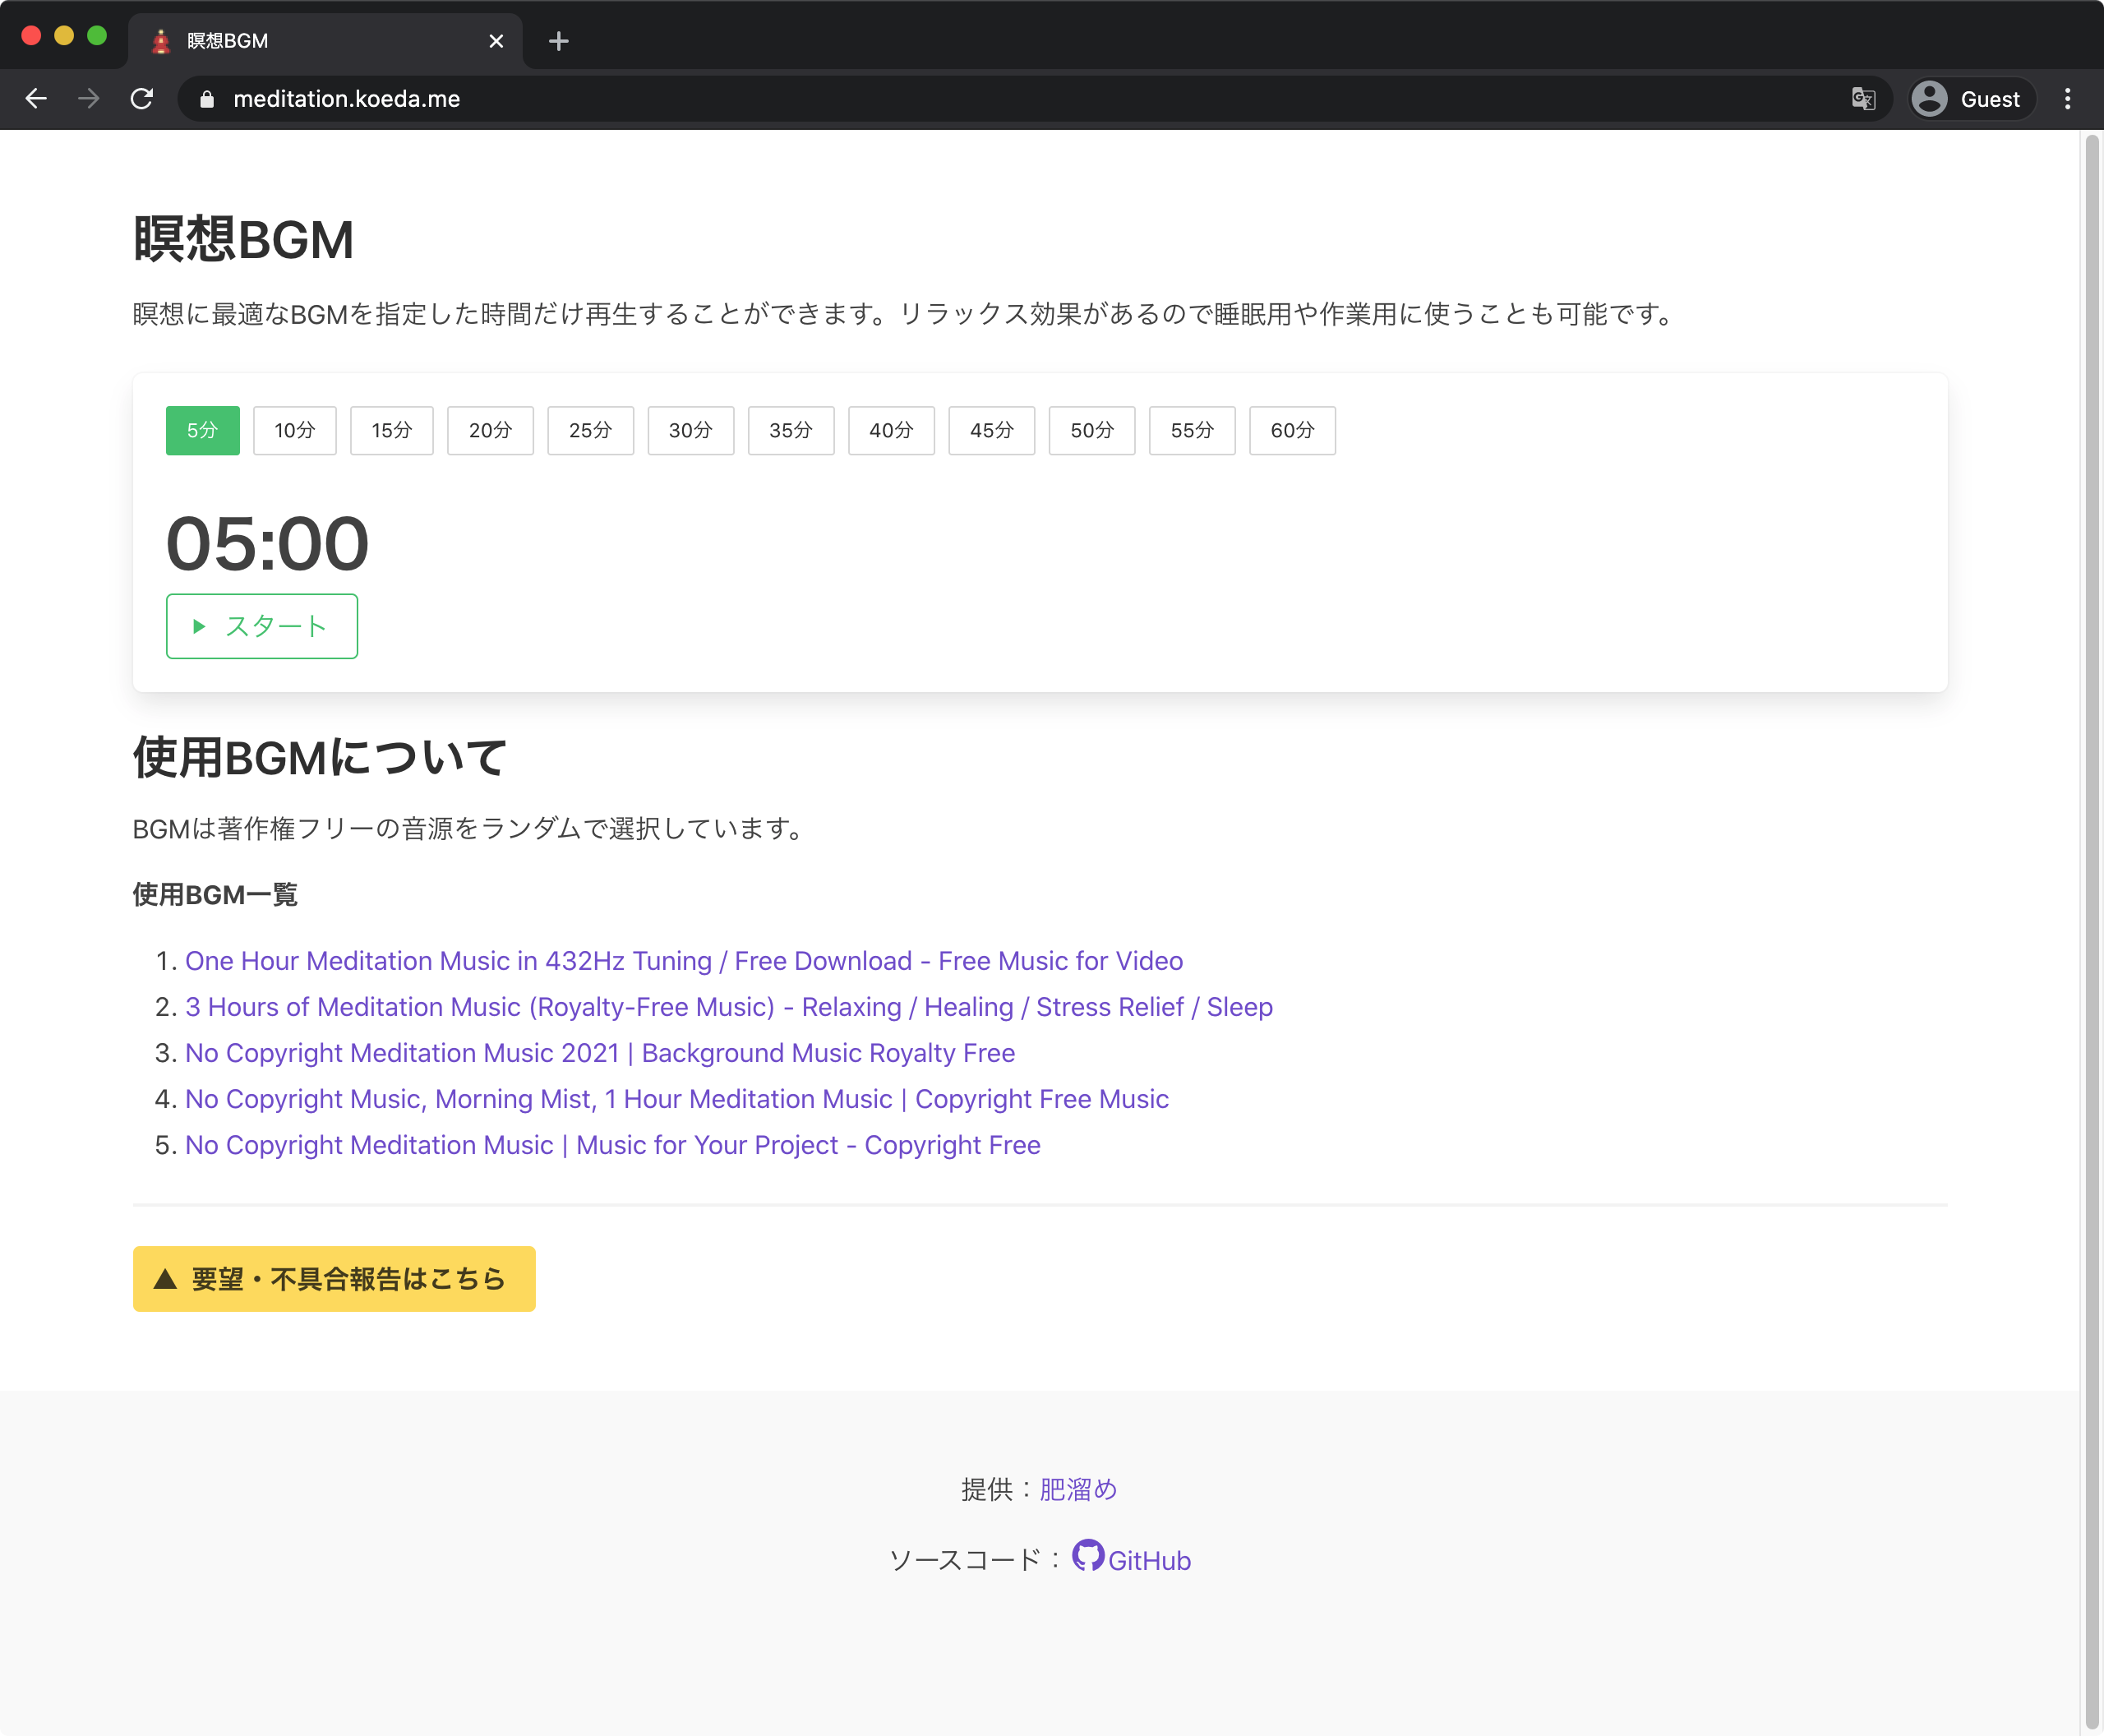 瞑想BGM
meditation.koeda.me
Guest
瞑想BGM
瞑想に最適なBGMを指定した時間だけ再生することができます。リラックス効果があるので睡眠用や作業用に使うことも可能です。
5分 10分 15分 20分 25分 30分 35分 40分 45分 50分 55分 60分
05:00
スタート
使用BGMについて
BGMは著作権フリーの音源をランダムで選択しています。
使用BGM一覧
1. One Hour Meditation Music in 432Hz Tuning / Free Download - Free Music for Video
2. 3 Hours of Meditation Music (Royalty-Free Music) - Relaxing / Healing / Stress Relief / Sleep
3. No Copyright Meditation Music 2021 | Background Music Royalty Free
4. No Copyright Music, Morning Mist, 1 Hour Meditation Music | Copyright Free Music
5. No Copyright Meditation Music | Music for Your Project - Copyright Free
▲ 要望・不具合報告はこちら
提供：肥溜め
ソースコード：GitHub